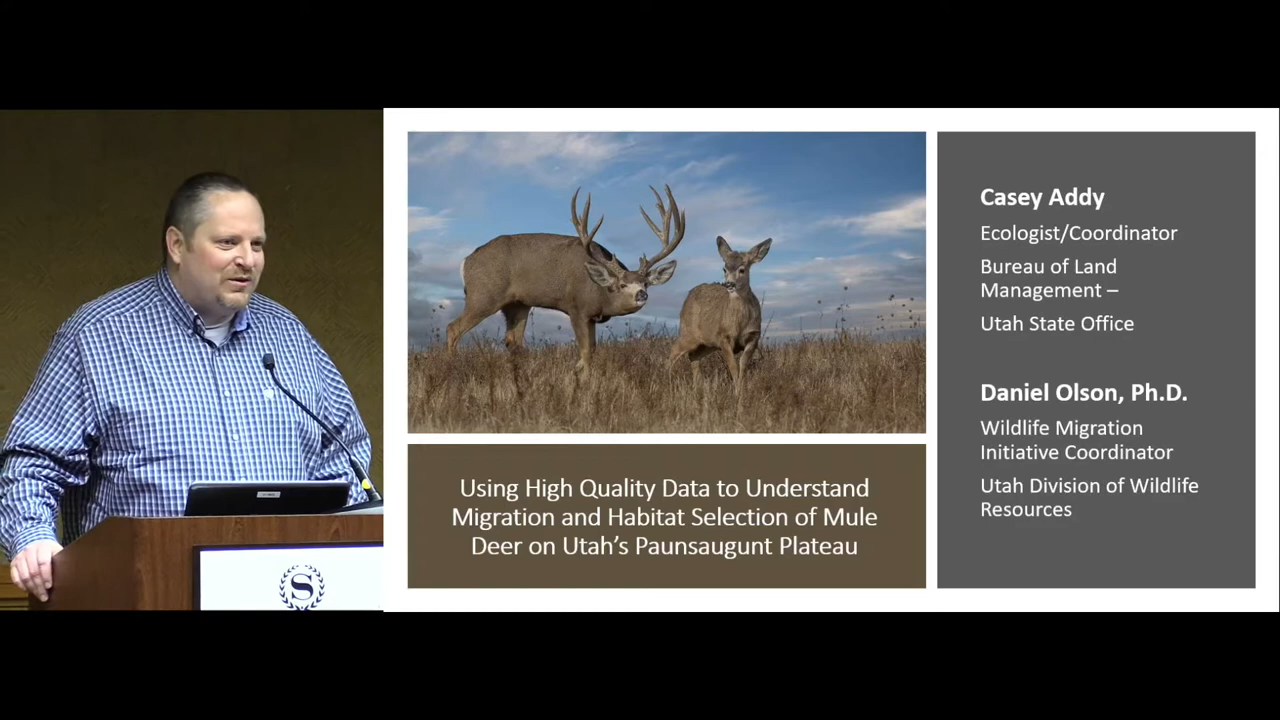 Casey Addy
Ecologist/Coordinator
Bureau of Land
Management –
Utah State Office
Daniel Olson, Ph.D.
Wildlife Migration
Initiative Coordinator
Utah Division of Wildlife
Resources
Using High Quality Data to Understand
Migration and Habitat Selection of Mule
Deer on Utah’s Paunsaugunt Plateau
S